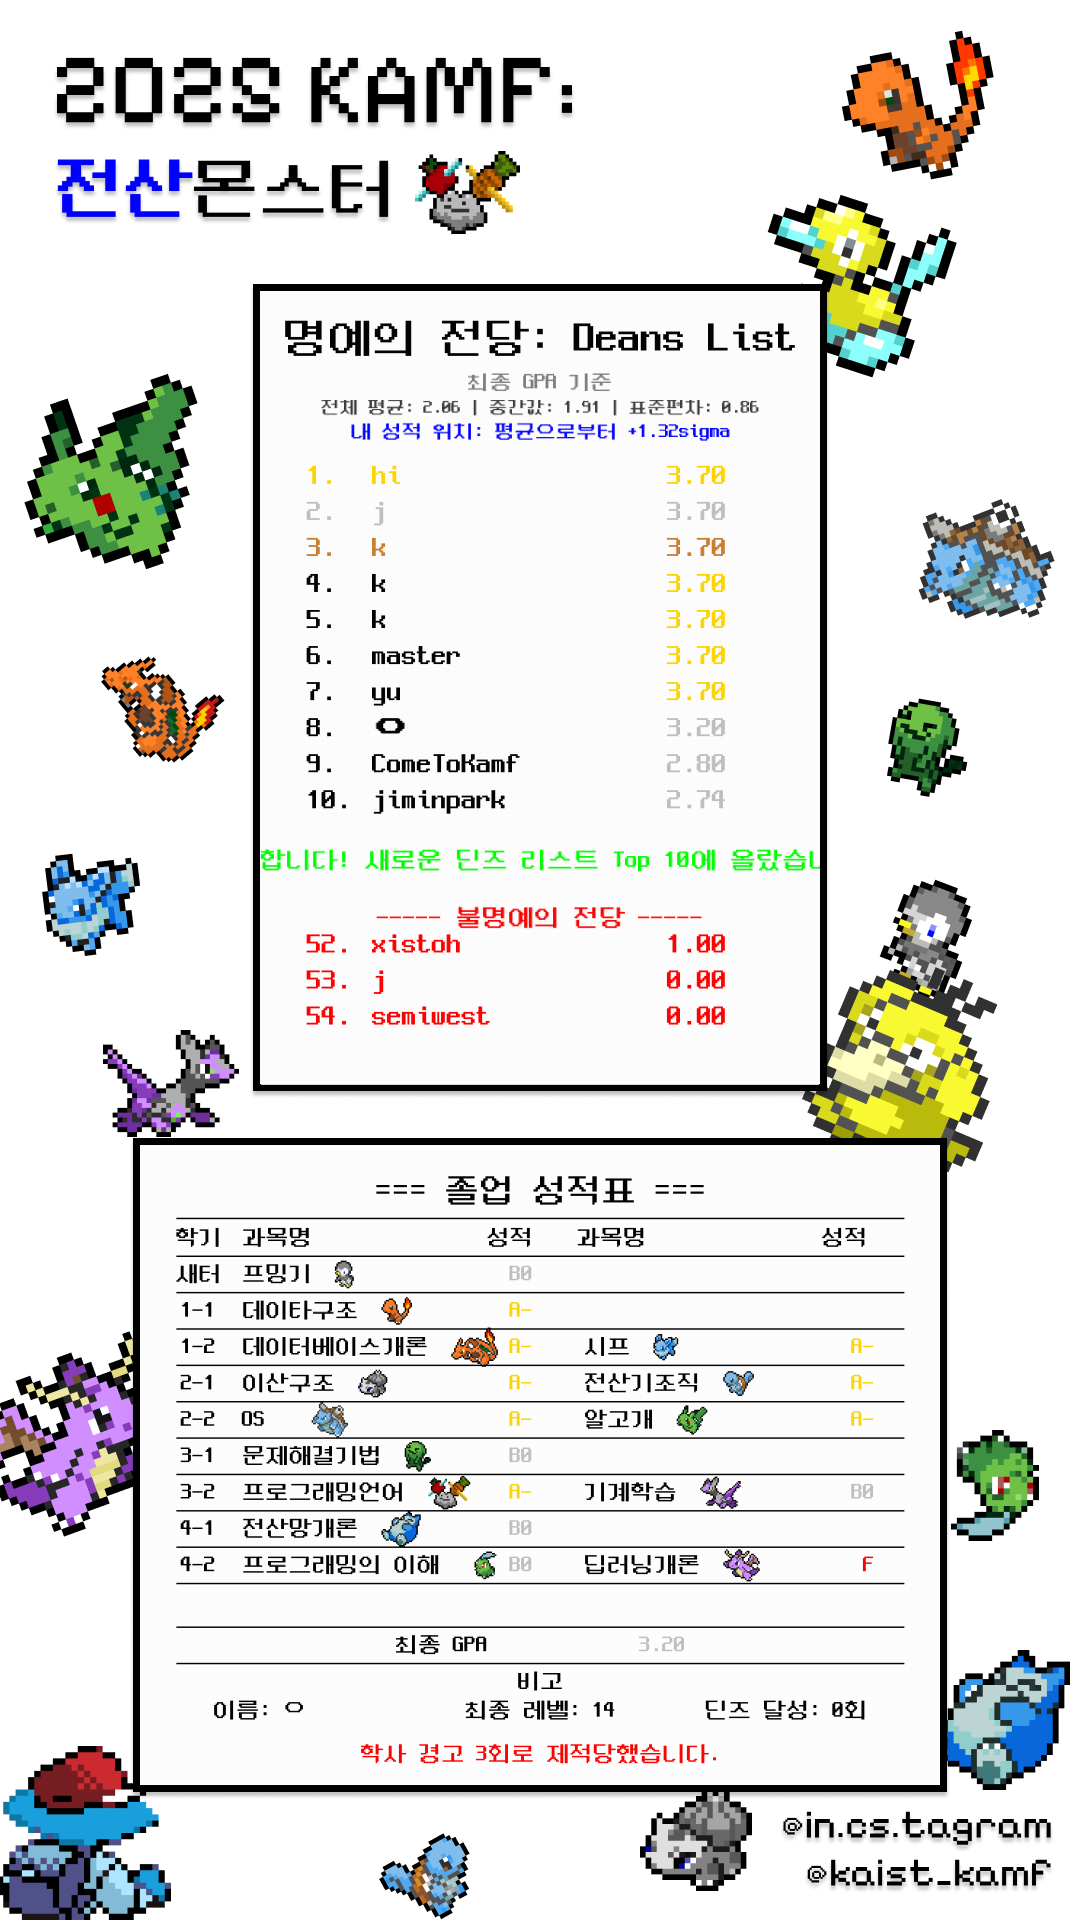 2025 KAMF:
전산몬스터
명예의 전당: Deans List
최종 GPA 기준
전체 평균: 2.06 | 중간값: 1.91 | 표준편차: 0.86
내 성적 위치: 평균으로부터 +1.32sigma
1. hi 3.70
2. j 3.70
3. k 3.70
4. k 3.70
5. k 3.70
6. master 3.70
7. yu 3.70
8. ㅇ 3.20
9. ComeToKamf 2.80
10. jiminpark 2.74
합니다! 새로운 딘즈 리스트 Top 10에 올랐습니
----- 불명예의 전당 -----
52. xistoh 1.00
53. j 0.00
54. semiwest 0.00
=== 졸업 성적표 ===
학기 과목명 성적 과목명 성적
새터 프밍기 B0
1-1 데이타구조 A-
1-2 데이터베이스개론 A- 시프 A-
2-1 이산구조 A- 전산기조직 A-
2-2 OS A- 알고개 A-
3-1 문제해결기법 B0
3-2 프로그래밍언어 A- 기계학습 B0
4-1 전산망개론 B0
4-2 프로그래밍의 이해 B0 딥러닝개론 F
최종 GPA 3.20
비고
이름: ㅇ 최종 레벨: 14 딘즈 달성: 0회
학사 경고 3회로 제적당했습니다.
@in.cs.tagram
@kaist_kamf